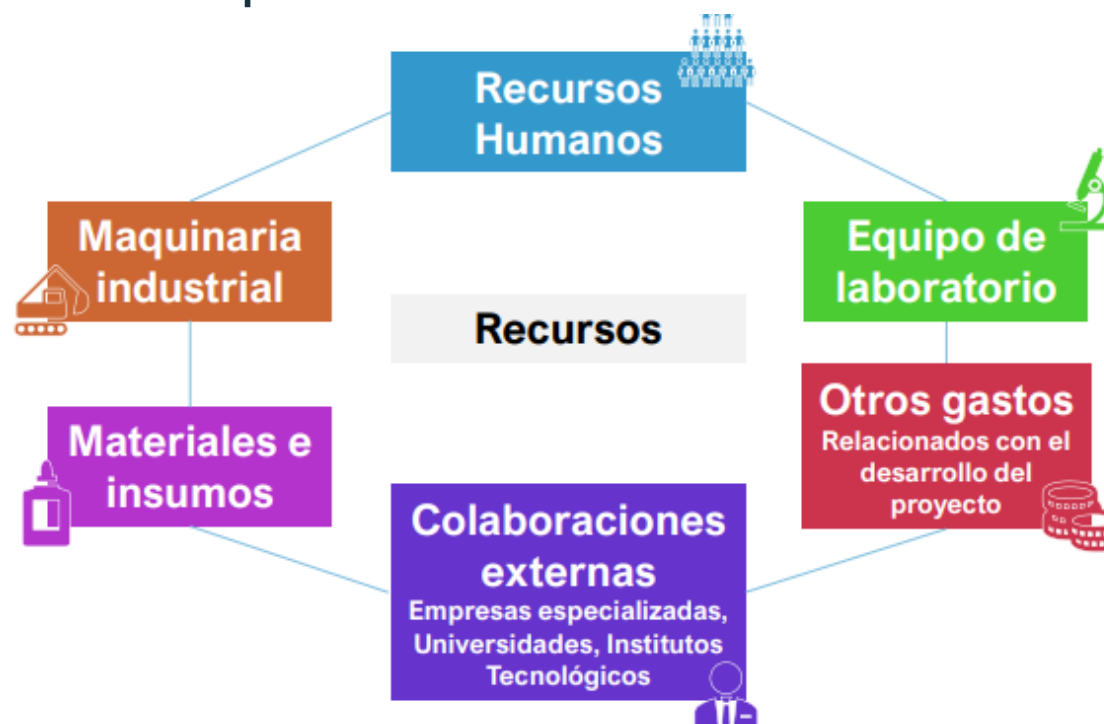 Recursos
Humanos
Maquinaria
industrial
Equipo de
laboratorio
Recursos
Otros gastos
Relacionados con el
desarrollo del
proyecto
Materiales e
insumos
Colaboraciones
externas
Empresas especializadas,
Universidades, Institutos
Tecnológicos